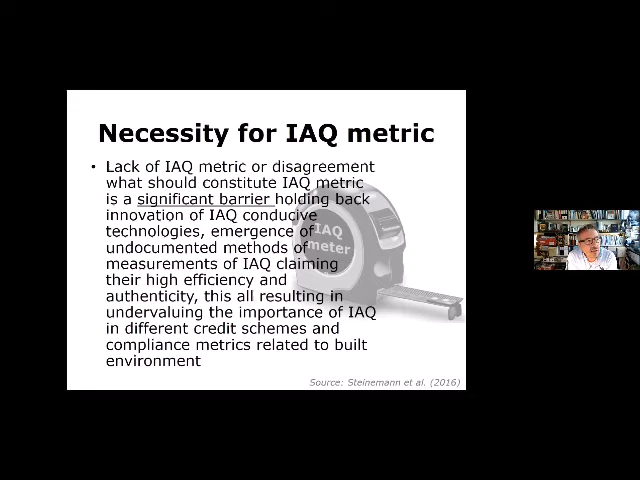 Necessity for IAQ metric
• Lack of IAQ metric or disagreement
what should constitute IAQ metric
is a significant barrier holding back
innovation of IAQ conducive
technologies, emergence of
undocumented methods of
measurements of IAQ claiming
their high efficiency and
authenticity, this all resulting in
undervaluing the importance of IAQ
in different credit schemes and
compliance metrics related to built
environment
IAQ
meter
Source: Steinemann et al. (2016)